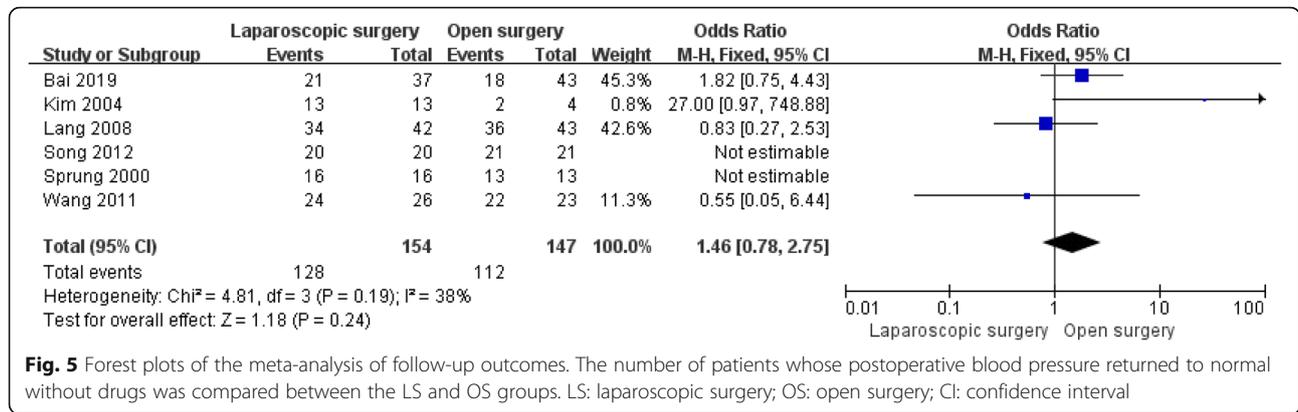 Laparoscopic surgery Open surgery Odds Ratio Odds Ratio
Study or Subgroup Events Total Events Total Weight M-H, Fixed, 95% CI M-H, Fixed, 95% CI
Bai 2019 21 37 18 43 45.3% 1.82 [0.75, 4.43]
Kim 2004 13 13 2 4 0.8% 27.00 [0.97, 748.88]
Lang 2008 34 42 36 43 42.6% 0.83 [0.27, 2.53]
Song 2012 20 20 21 21 Not estimable
Sprung 2000 16 16 13 13 Not estimable
Wang 2011 24 26 22 23 11.3% 0.55 [0.05, 6.44]
Total (95% CI) 154 147 100.0% 1.46 [0.78, 2.75]
Total events 128 112
Heterogeneity: Chi² = 4.81, df = 3 (P = 0.19); I² = 38%
Test for overall effect: Z = 1.18 (P = 0.24)
0.01 0.1 1 10 100
Laparoscopic surgery Open surgery
Fig. 5 Forest plots of the meta-analysis of follow-up outcomes. The number of patients whose postoperative blood pressure returned to normal
without drugs was compared between the LS and OS groups. LS: laparoscopic surgery; OS: open surgery; CI: confidence interval